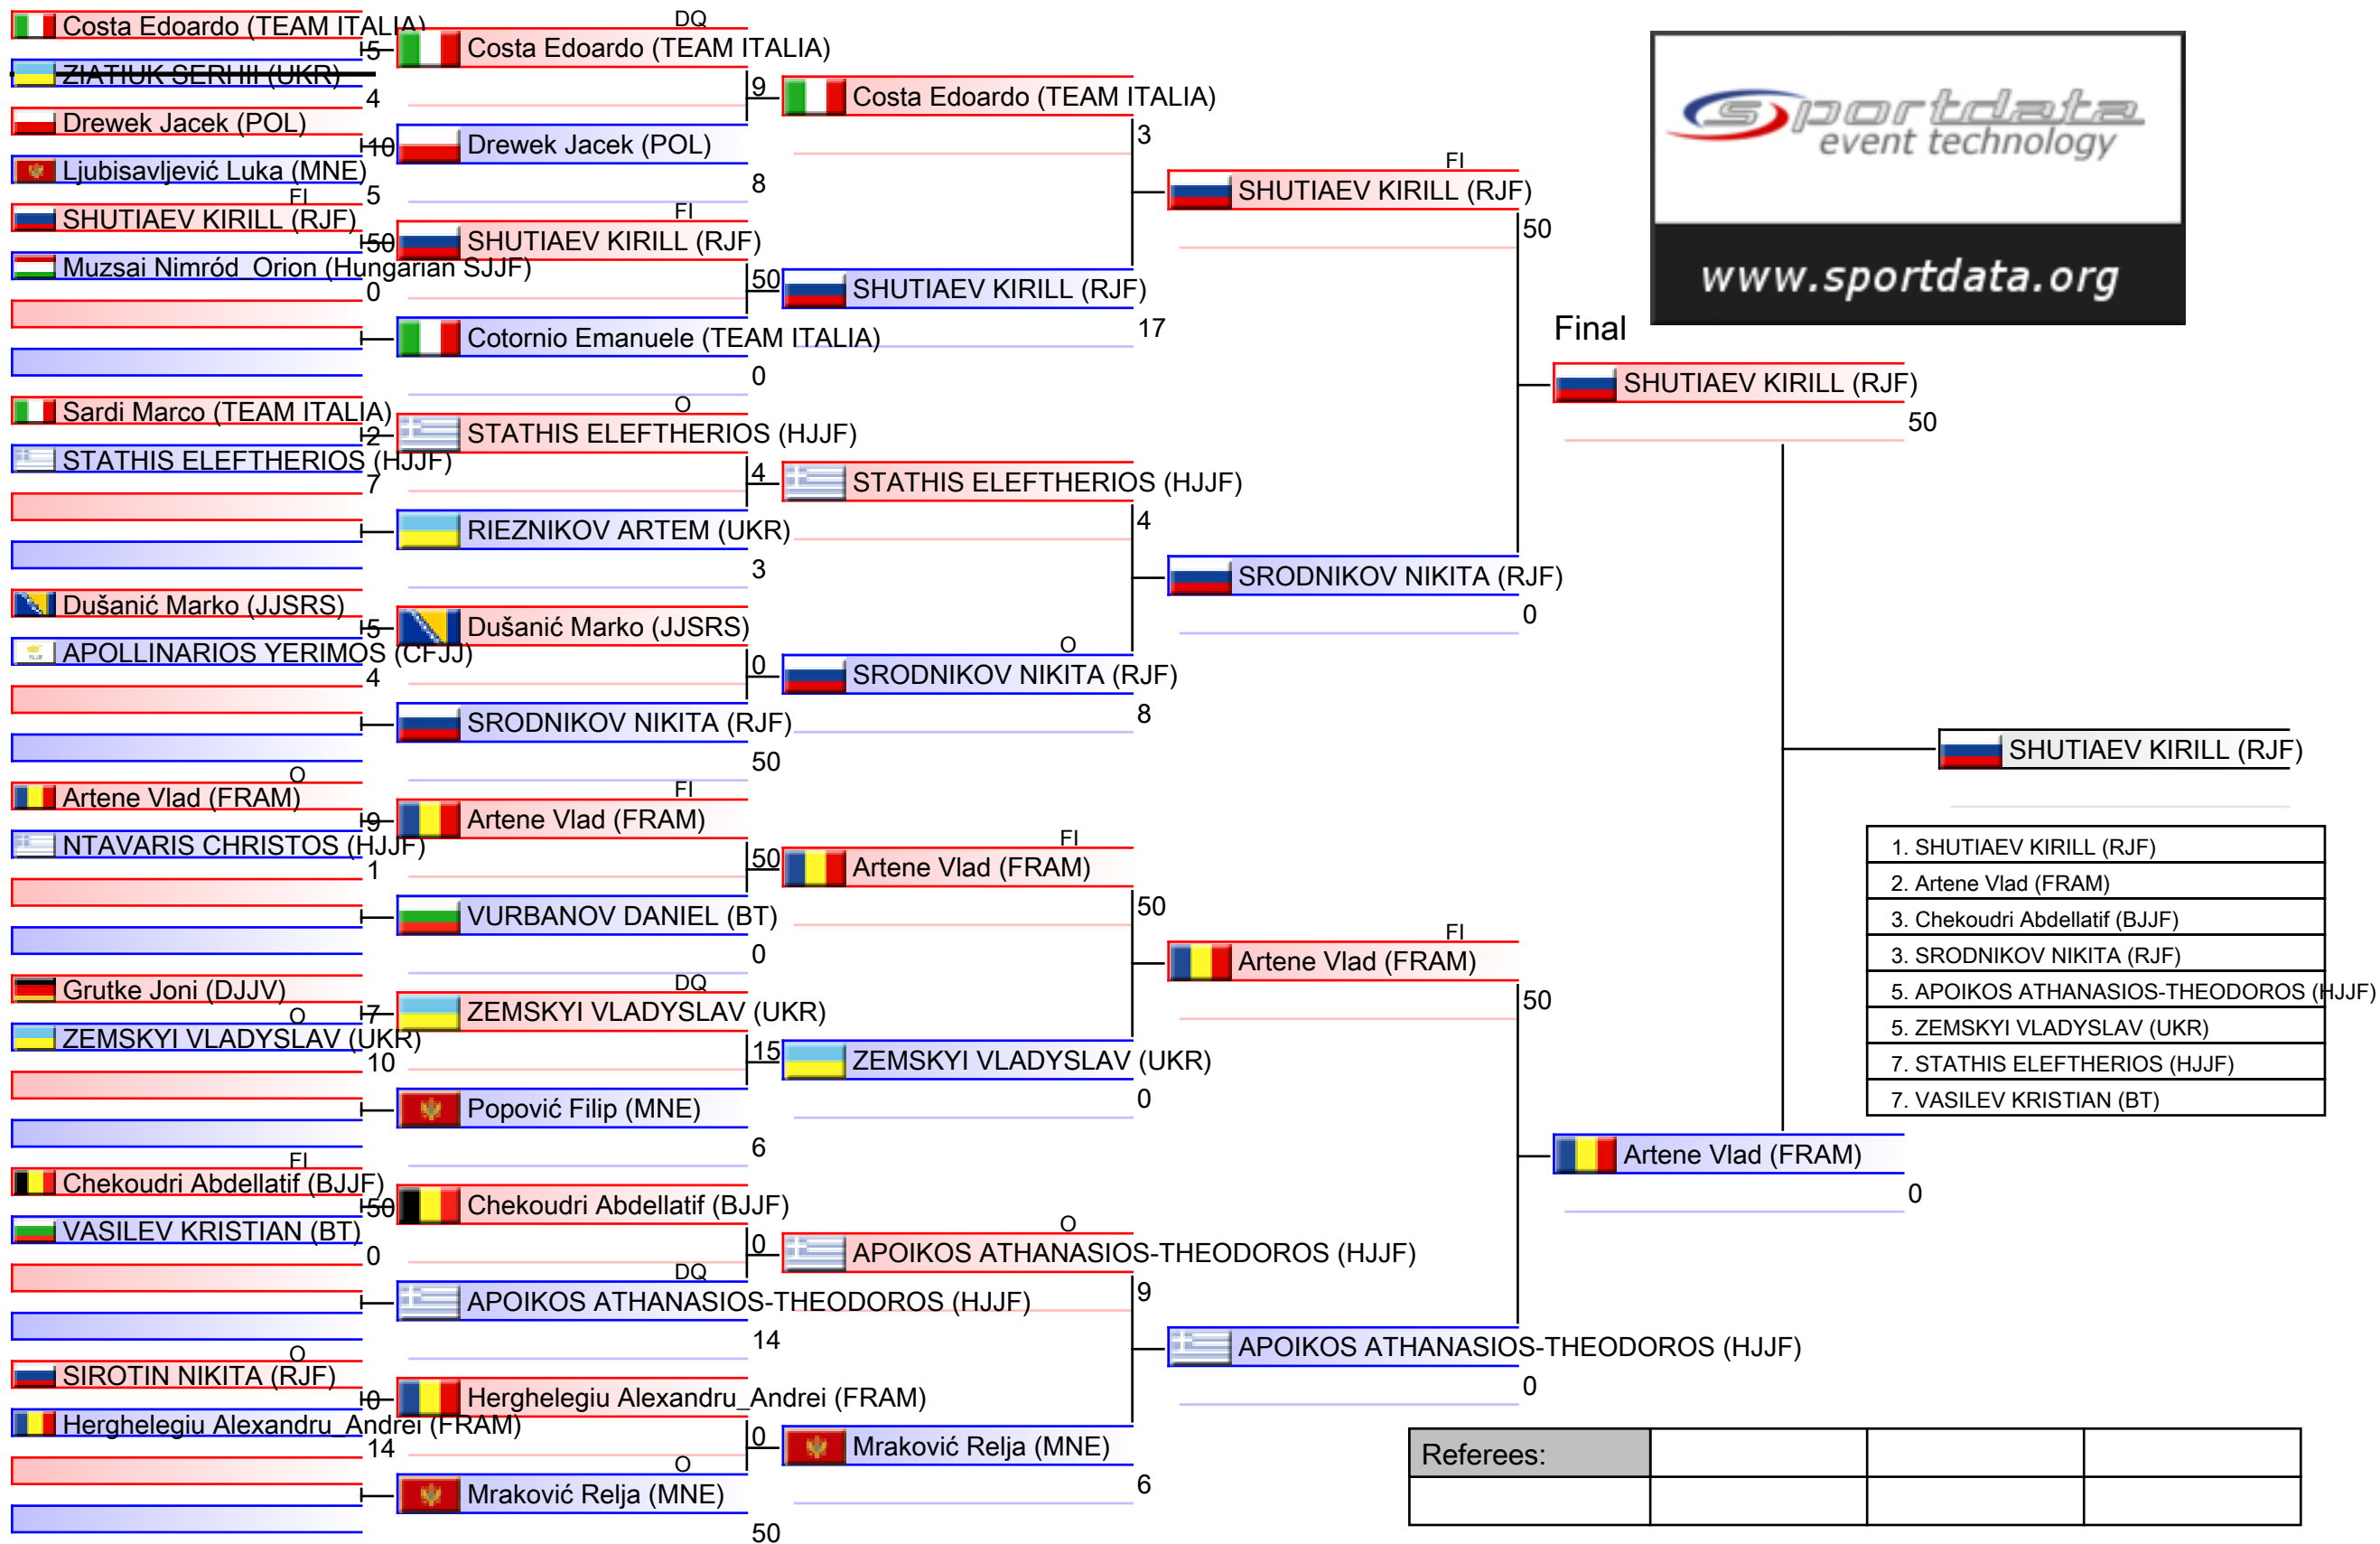 Costa Edoardo (TEAM ITALIA)
5
ZIATIUK SERHII (UKR)
4
Drewek Jacek (POL)
10
Ljubisavljević Luka (MNE)
5
FI
SHUTIAEV KIRILL (RJF)
50
Muzsai Nimród_Orion (Hungarian SJJF)
0
Sardi Marco (TEAM ITALIA)
2
STATHIS ELEFTHERIOS (HJJF)
7
Dušanić Marko (JJSRS)
5
APOLLINARIOS YERIMOS (CFJJ)
4
O
Artene Vlad (FRAM)
9
NTAVARIS CHRISTOS (HJJF)
1
Grutke Joni (DJJV)
7
O
ZEMSKYI VLADYSLAV (UKR)
10
FI
Chekoudri Abdellatif (BJJF)
50
VASILEV KRISTIAN (BT)
0
O
SIROTIN NIKITA (RJF)
0
Herghelegiu Alexandru_Andrei (FRAM)
14
DQ
Costa Edoardo (TEAM ITALIA)
9
Drewek Jacek (POL)
8
FI
SHUTIAEV KIRILL (RJF)
50
Cotornio Emanuele (TEAM ITALIA)
0
O
STATHIS ELEFTHERIOS (HJJF)
4
RIEZNIKOV ARTEM (UKR)
3
Dušanić Marko (JJSRS)
0
SRODNIKOV NIKITA (RJF)
50
FI
Artene Vlad (FRAM)
50
VURBANOV DANIEL (BT)
0
DQ
ZEMSKYI VLADYSLAV (UKR)
15
Popović Filip (MNE)
6
Chekoudri Abdellatif (BJJF)
0
DQ
APOIKOS ATHANASIOS-THEODOROS (HJJF)
14
Herghelegiu Alexandru_Andrei (FRAM)
0
O
Mraković Relja (MNE)
50
Costa Edoardo (TEAM ITALIA)
3
SHUTIAEV KIRILL (RJF)
17
STATHIS ELEFTHERIOS (HJJF)
4
O
SRODNIKOV NIKITA (RJF)
8
FI
Artene Vlad (FRAM)
50
ZEMSKYI VLADYSLAV (UKR)
0
O
APOIKOS ATHANASIOS-THEODOROS (HJJF)
9
Mraković Relja (MNE)
6
FI
SHUTIAEV KIRILL (RJF)
50
SRODNIKOV NIKITA (RJF)
0
FI
Artene Vlad (FRAM)
50
APOIKOS ATHANASIOS-THEODOROS (HJJF)
0
sportdata
event technology
www.sportdata.org
Final
SHUTIAEV KIRILL (RJF)
50
Artene Vlad (FRAM)
0
SHUTIAEV KIRILL (RJF)
1. SHUTIAEV KIRILL (RJF)
2. Artene Vlad (FRAM)
3. Chekoudri Abdellatif (BJJF)
3. SRODNIKOV NIKITA (RJF)
5. APOIKOS ATHANASIOS-THEODOROS (HJJF)
5. ZEMSKYI VLADYSLAV (UKR)
7. STATHIS ELEFTHERIOS (HJJF)
7. VASILEV KRISTIAN (BT)
Referees: